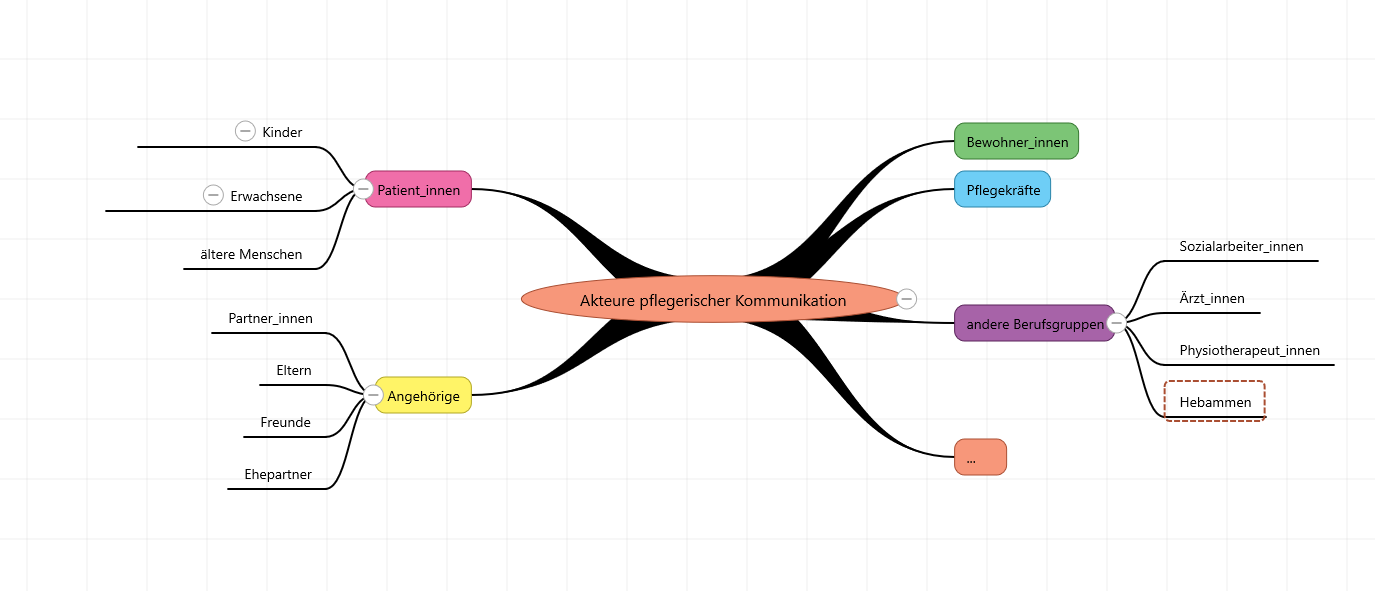 Akteure pflegerischer Kommunikation
Patient_innen
Kinder
Erwachsene
ältere Menschen
Angehörige
Partner_innen
Eltern
Freunde
Ehepartner
Bewohner_innen
Pflegekräfte
andere Berufsgruppen
Sozialarbeiter_innen
Ärzt_innen
Physiotherapeut_innen
Hebammen
...